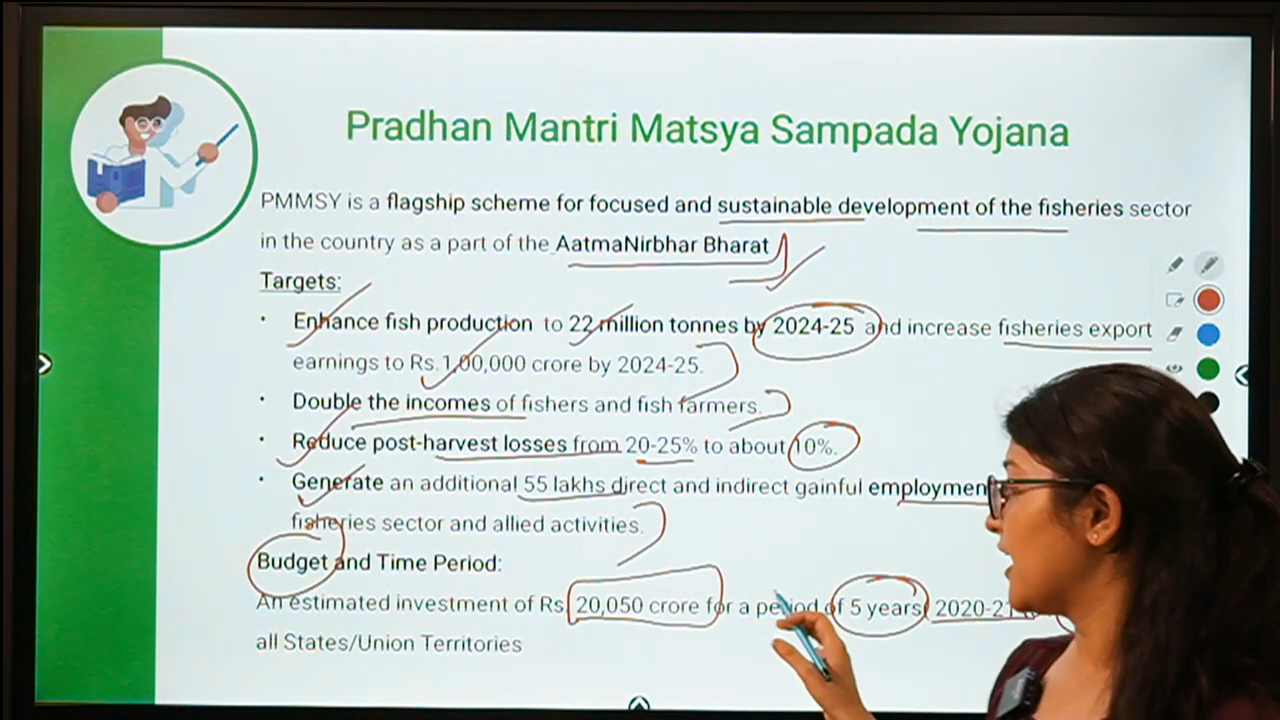 Pradhan Mantri Matsya Sampada Yojana
PMMSY is a flagship scheme for focused and sustainable development of the fisheries sector
in the country as a part of the AatmaNirbhar Bharat
Targets:
• Enhance fish production to 22 million tonnes by 2024-25 and increase fisheries export
earnings to Rs. 1,00,000 crore by 2024-25.
• Double the incomes of fishers and fish farmers.
• Reduce post-harvest losses from 20-25% to about 10%.
• Generate an additional 55 lakhs direct and indirect gainful
fisheries sector and allied activities.
Budget and Time Period:
An estimated investment of Rs. 20,050 crore for a period of 5 years 2020-21
all States/Union Territories